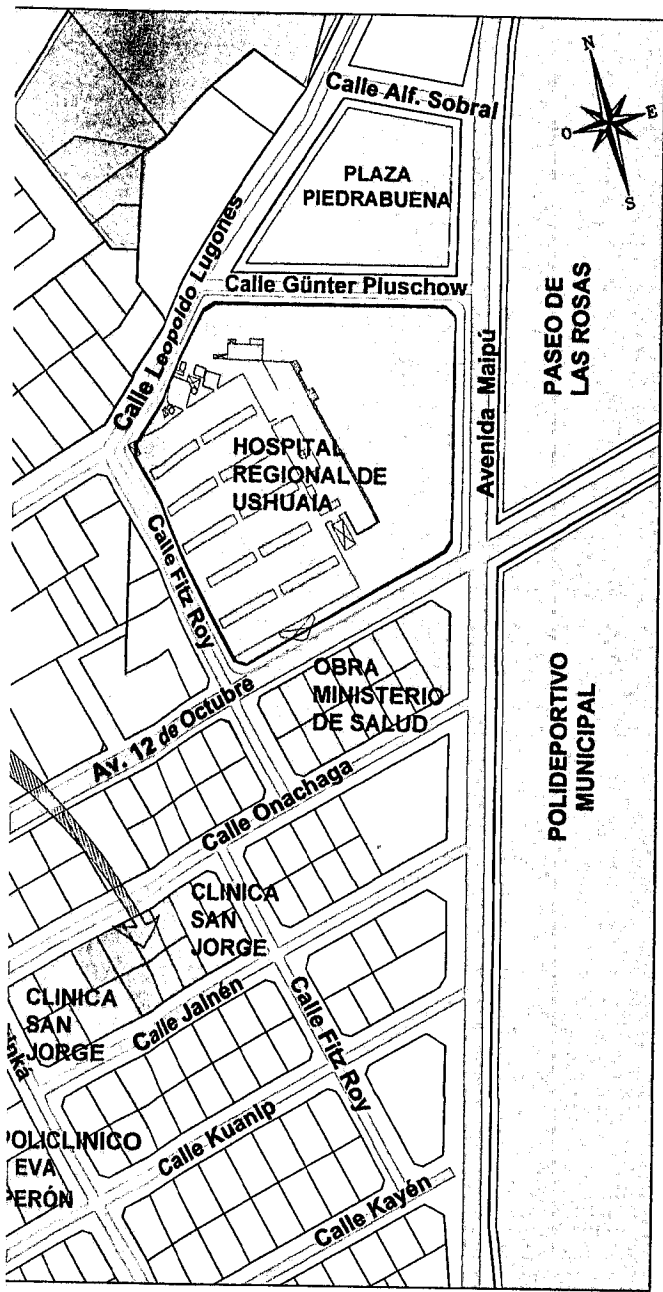 N
O
E
S
Calle Alf. Sobral
PLAZA
PIEDRABUENA
Calle Leopoldo Lugones
Calle Günter Pluschow
PASEO DE
LAS ROSAS
Avenida Maipú
HOSPITAL
REGIONAL DE
USHUAIA
Calle Fitz Roy
OBRA
MINISTERIO
DE SALUD
Av. 12 de Octubre
POLIDEPORTIVO
MUNICIPAL
Calle Onachaga
CLINICA
SAN
JORGE
CLINICA
SAN
JORGE
Calle Jainén
Calle Fitz Roy
POLICLINICO
EVA
PERÓN
Calle Kuanip
Calle Kayén